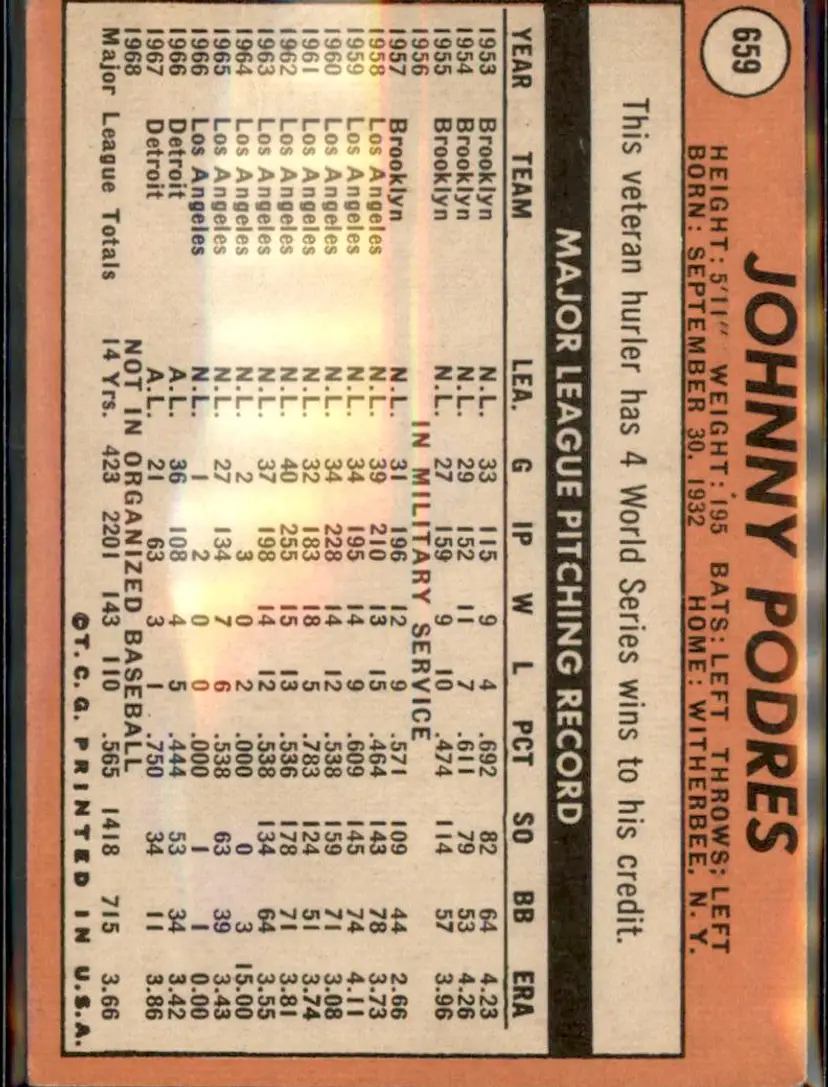 659
JOHNNY PODRES
HEIGHT: 5'11" WEIGHT: 195 BATS: LEFT THROWS: LEFT
BORN: SEPTEMBER 30, 1932 HOME: WITHERBEE, N. Y.
This veteran hurler has 4 World Series wins to his credit.
MAJOR LEAGUE PITCHING RECORD
YEAR TEAM LEA. G IP W L PCT SO BB ERA
1953 Brooklyn N.L. 33 115 9 4 .692 82 64 4.23
1954 Brooklyn N.L. 29 152 11 7 .611 79 53 4.26
1955 Brooklyn N.L. 27 159 9 10 .474 114 57 3.96
1956 IN MILITARY SERVICE
1957 Brooklyn N.L. 31 196 12 9 .571 109 44 2.66
1958 Los Angeles N.L. 39 210 13 15 .464 143 78 3.73
1959 Los Angeles N.L. 34 195 14 9 .609 145 74 4.11
1960 Los Angeles N.L. 34 228 14 12 .538 159 71 3.08
1961 Los Angeles N.L. 32 183 18 5 .783 124 51 3.74
1962 Los Angeles N.L. 40 255 15 13 .536 178 71 3.81
1963 Los Angeles N.L. 37 198 14 12 .538 134 64 3.55
1964 Los Angeles N.L. 2 3 0 2 .000 0 3 15.00
1965 Los Angeles N.L. 27 134 7 6 .538 63 39 3.43
1966 Los Angeles N.L. 1 2 0 0 .000 1 1 0.00
1966 Detroit A.L. 36 108 4 5 .444 53 34 3.42
1967 Detroit A.L. 21 63 3 1 .750 34 11 3.86
1968 NOT IN ORGANIZED BASEBALL
Major League Totals 14 Yrs. 423 2201 143 110 .565 1418 715 3.66
©T. C. G. PRINTED IN U.S.A.